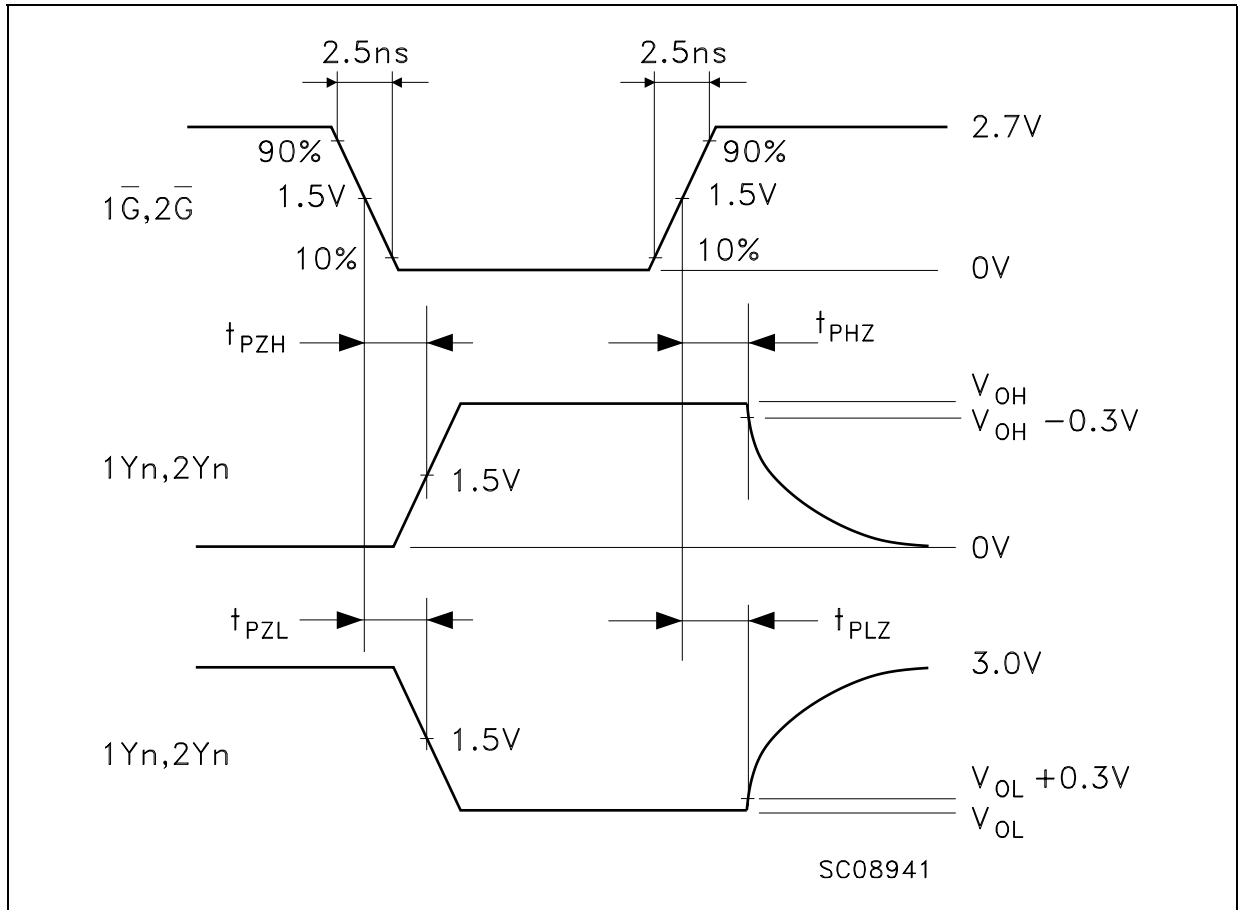 2.5ns 2.5ns
2.7V
90% 90%
1G̅,2G̅ 1.5V 1.5V
10% 10%
0V
tPZH tPHZ
VOH
VOH −0.3V
1Yn,2Yn 1.5V
0V
tPZL tPLZ
3.0V
1Yn,2Yn 1.5V
VOL +0.3V
VOL
SC08941